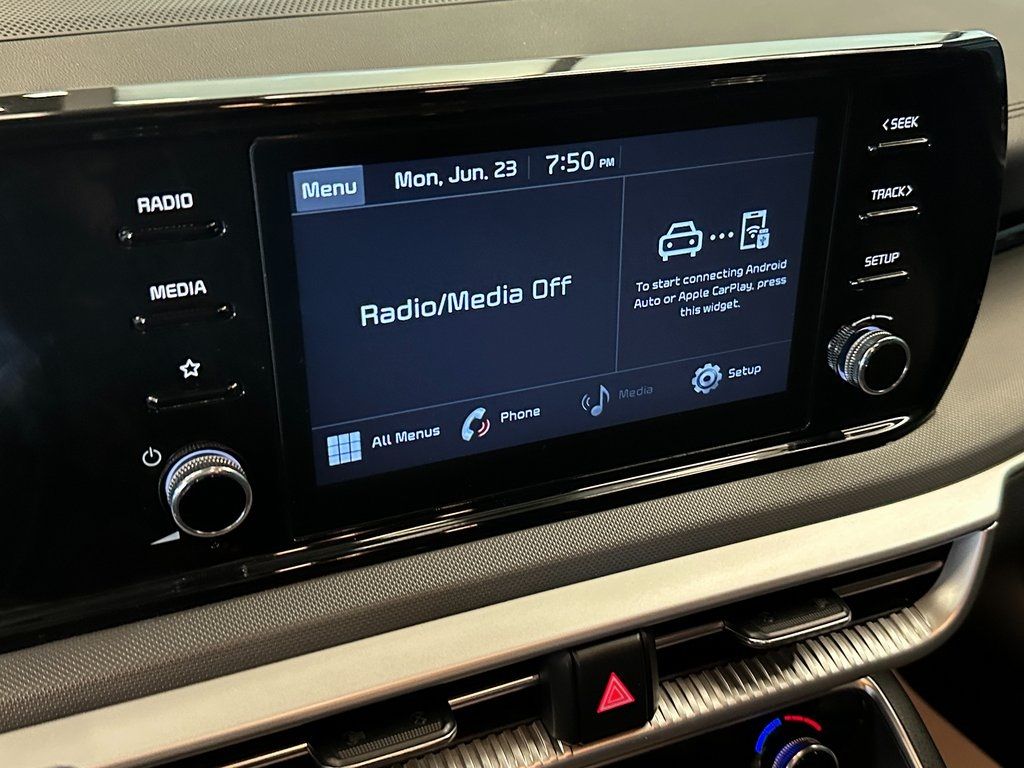 RADIO
MEDIA
Menu
Mon, Jun. 23
7:50 PM
Radio/Media Off
To start connecting Android
Auto or Apple CarPlay, press
this widget.
All Menus
Phone
Media
Setup
<SEEK
TRACK>
SETUP